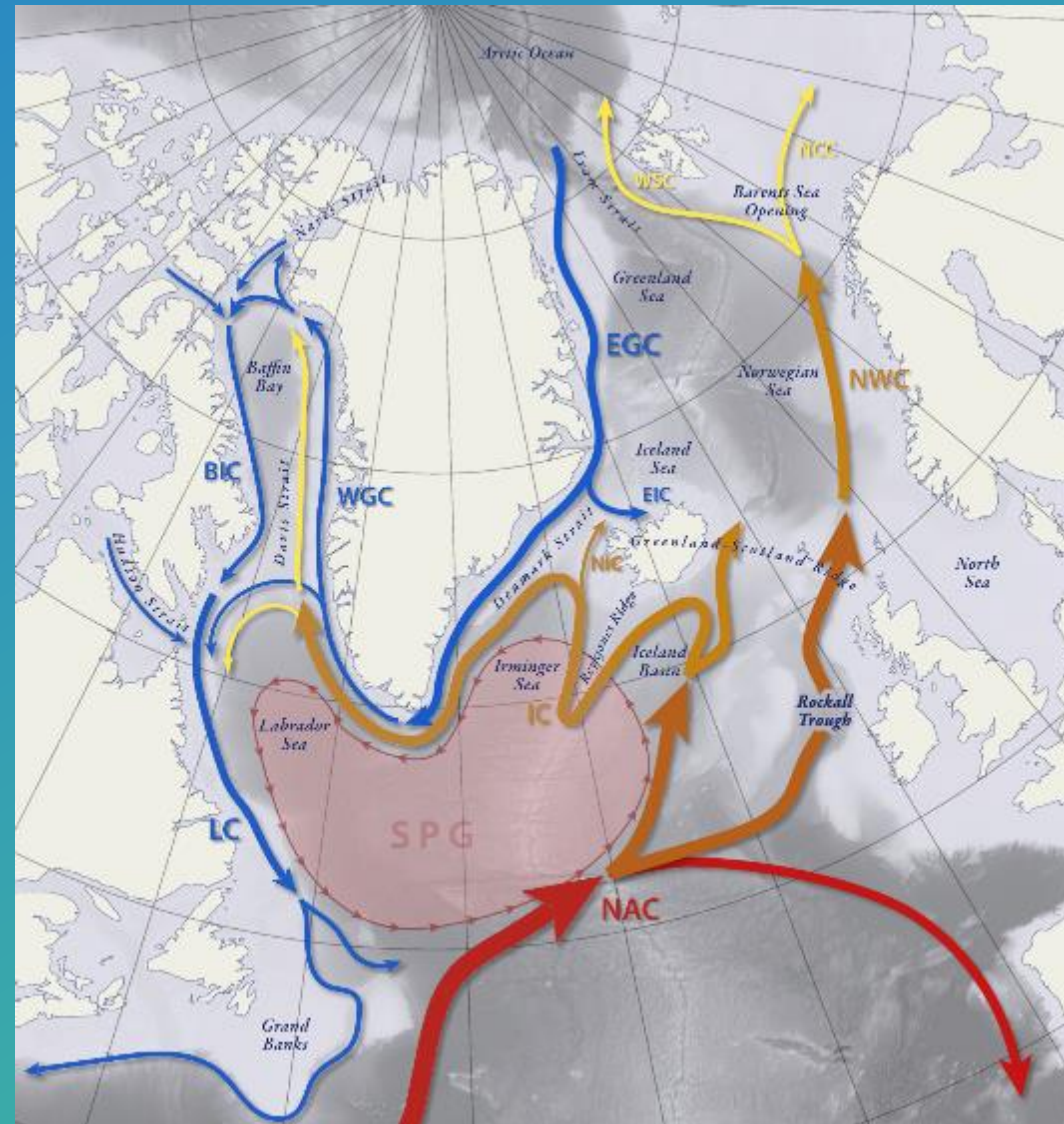 Arctic Ocean
NCC
WSC
Fram Straits
Barents Sea
Opening
Nares Strait
Greenland
Sea
EGC
Baffin
Bay
Norwegian
Sea
NWC
Iceland
Sea
BIC
WGC
EIC
Davis Strait
Denmark Strait
Greenland-Scotland-Ridge
Hudson Strait
NIC
North
Sea
Reykjanes Ridge
Irminger
Sea
Iceland
Basin
IC
Rockall
Trough
Labrador
Sea
LC
SPG
NAC
Grand
Banks